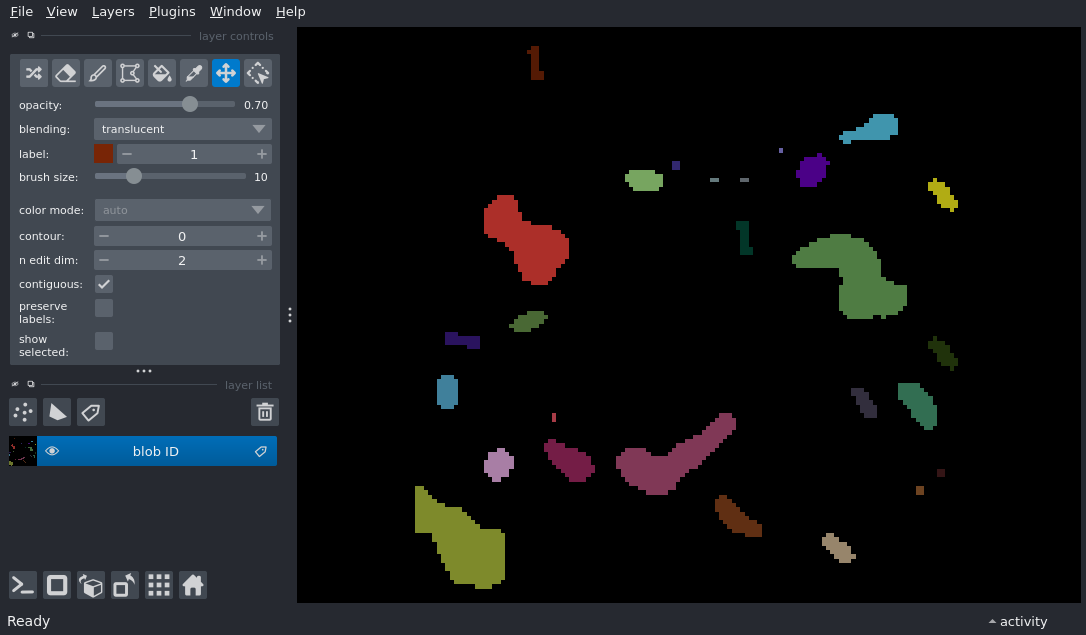 File View Layers Plugins Window Help
layer controls
opacity: 0.70
blending: translucent
label: 1
brush size: 10
color mode: auto
contour: 0
n edit dim: 2
contiguous:
preserve
labels:
show
selected:
layer list
blob ID
Ready
activity